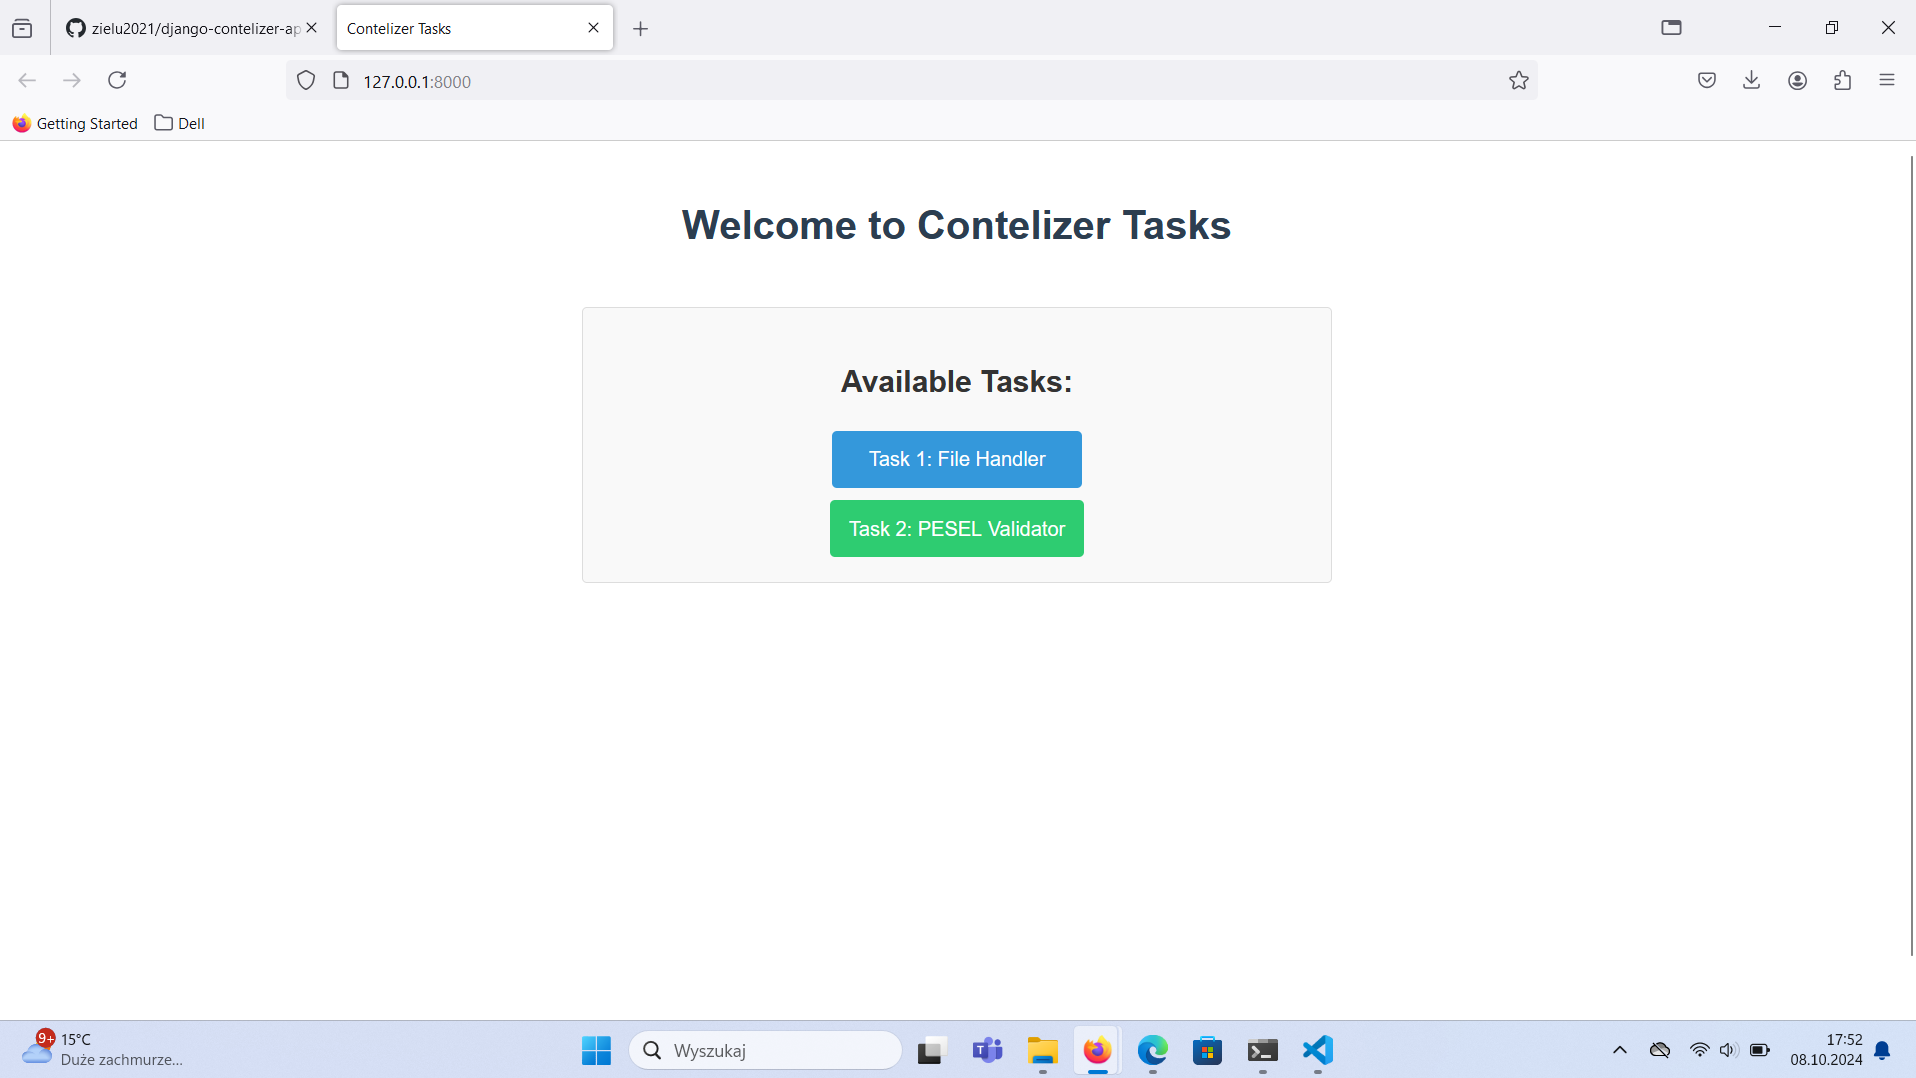 zielu2021/django-contelizer-ap
Contelizer Tasks
127.0.0.1:8000
Getting Started
Dell
Welcome to Contelizer Tasks
Available Tasks:
Task 1: File Handler
Task 2: PESEL Validator
9+
15°C
Duże zachmurze...
Wyszukaj
T
17:52
08.10.2024